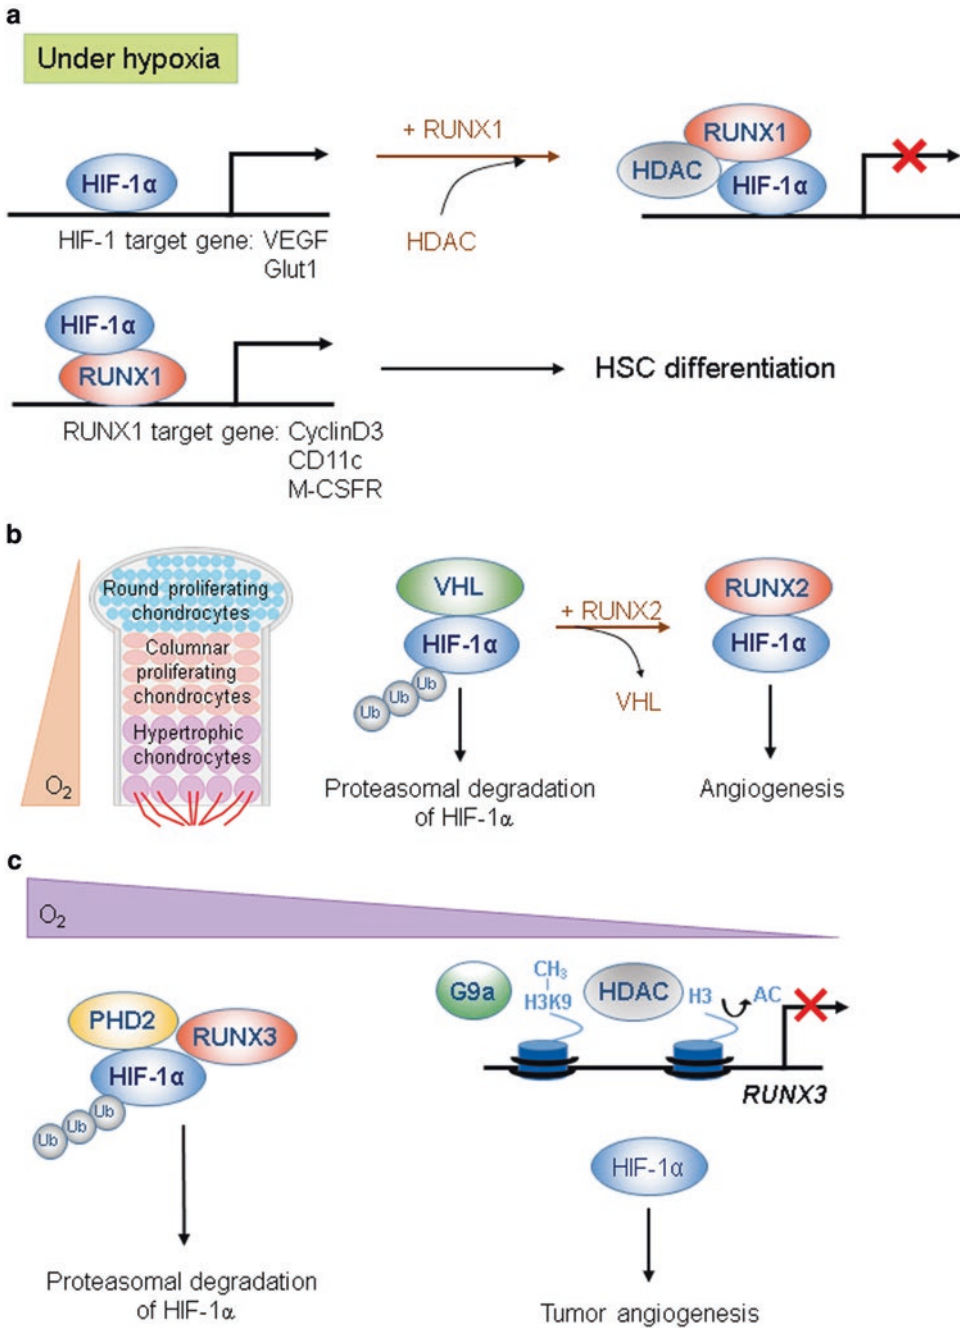 a
Under hypoxia
HIF-1α
HIF-1 target gene: VEGF
Glut1
+ RUNX1
HDAC
RUNX1
HDAC
HIF-1α
HIF-1α
RUNX1
RUNX1 target gene: CyclinD3
CD11c
M-CSFR
HSC differentiation
b
O₂
Round proliferating
chondrocytes
Columnar
proliferating
chondrocytes
Hypertrophic
chondrocytes
VHL
HIF-1α
Ub
Ub
Ub
Proteasomal degradation
of HIF-1α
+ RUNX2
VHL
RUNX2
HIF-1α
Angiogenesis
c
O₂
PHD2
RUNX3
HIF-1α
Ub
Ub
Ub
Proteasomal degradation
of HIF-1α
G9a
CH₃
H3K9
HDAC
H3
AC
RUNX3
HIF-1α
Tumor angiogenesis